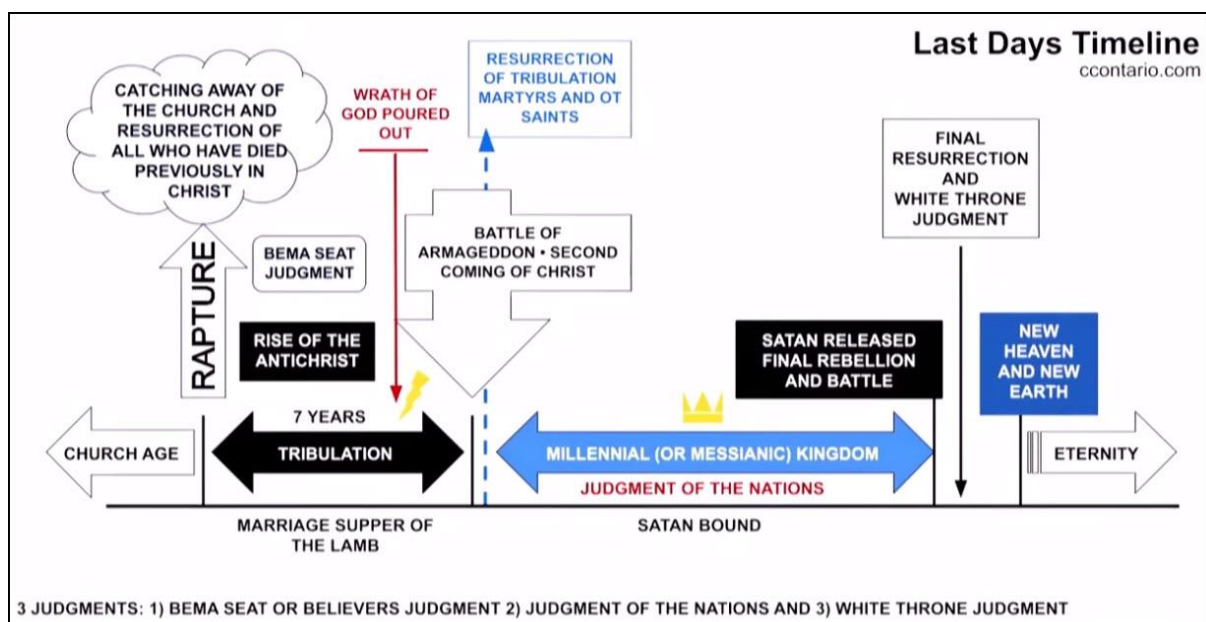 Last Days Timeline
ccontario.com
CATCHING AWAY OF
THE CHURCH AND
RESURRECTION OF
ALL WHO HAVE DIED
PREVIOUSLY IN
CHRIST
WRATH OF
GOD POURED
OUT
RESURRECTION
OF TRIBULATION
MARTYRS AND OT
SAINTS
FINAL
RESURRECTION
AND
WHITE THRONE
JUDGMENT
RAPTURE
BEMA SEAT
JUDGMENT
BATTLE OF
ARMAGEDDON • SECOND
COMING OF CHRIST
RISE OF THE
ANTICHRIST
SATAN RELEASED
FINAL REBELLION
AND BATTLE
NEW
HEAVEN
AND NEW
EARTH
CHURCH AGE
7 YEARS
TRIBULATION
MILLENNIAL (OR MESSIANIC) KINGDOM
JUDGMENT OF THE NATIONS
ETERNITY
MARRIAGE SUPPER OF
THE LAMB
SATAN BOUND
3 JUDGMENTS: 1) BEMA SEAT OR BELIEVERS JUDGMENT 2) JUDGMENT OF THE NATIONS AND 3) WHITE THRONE JUDGMENT